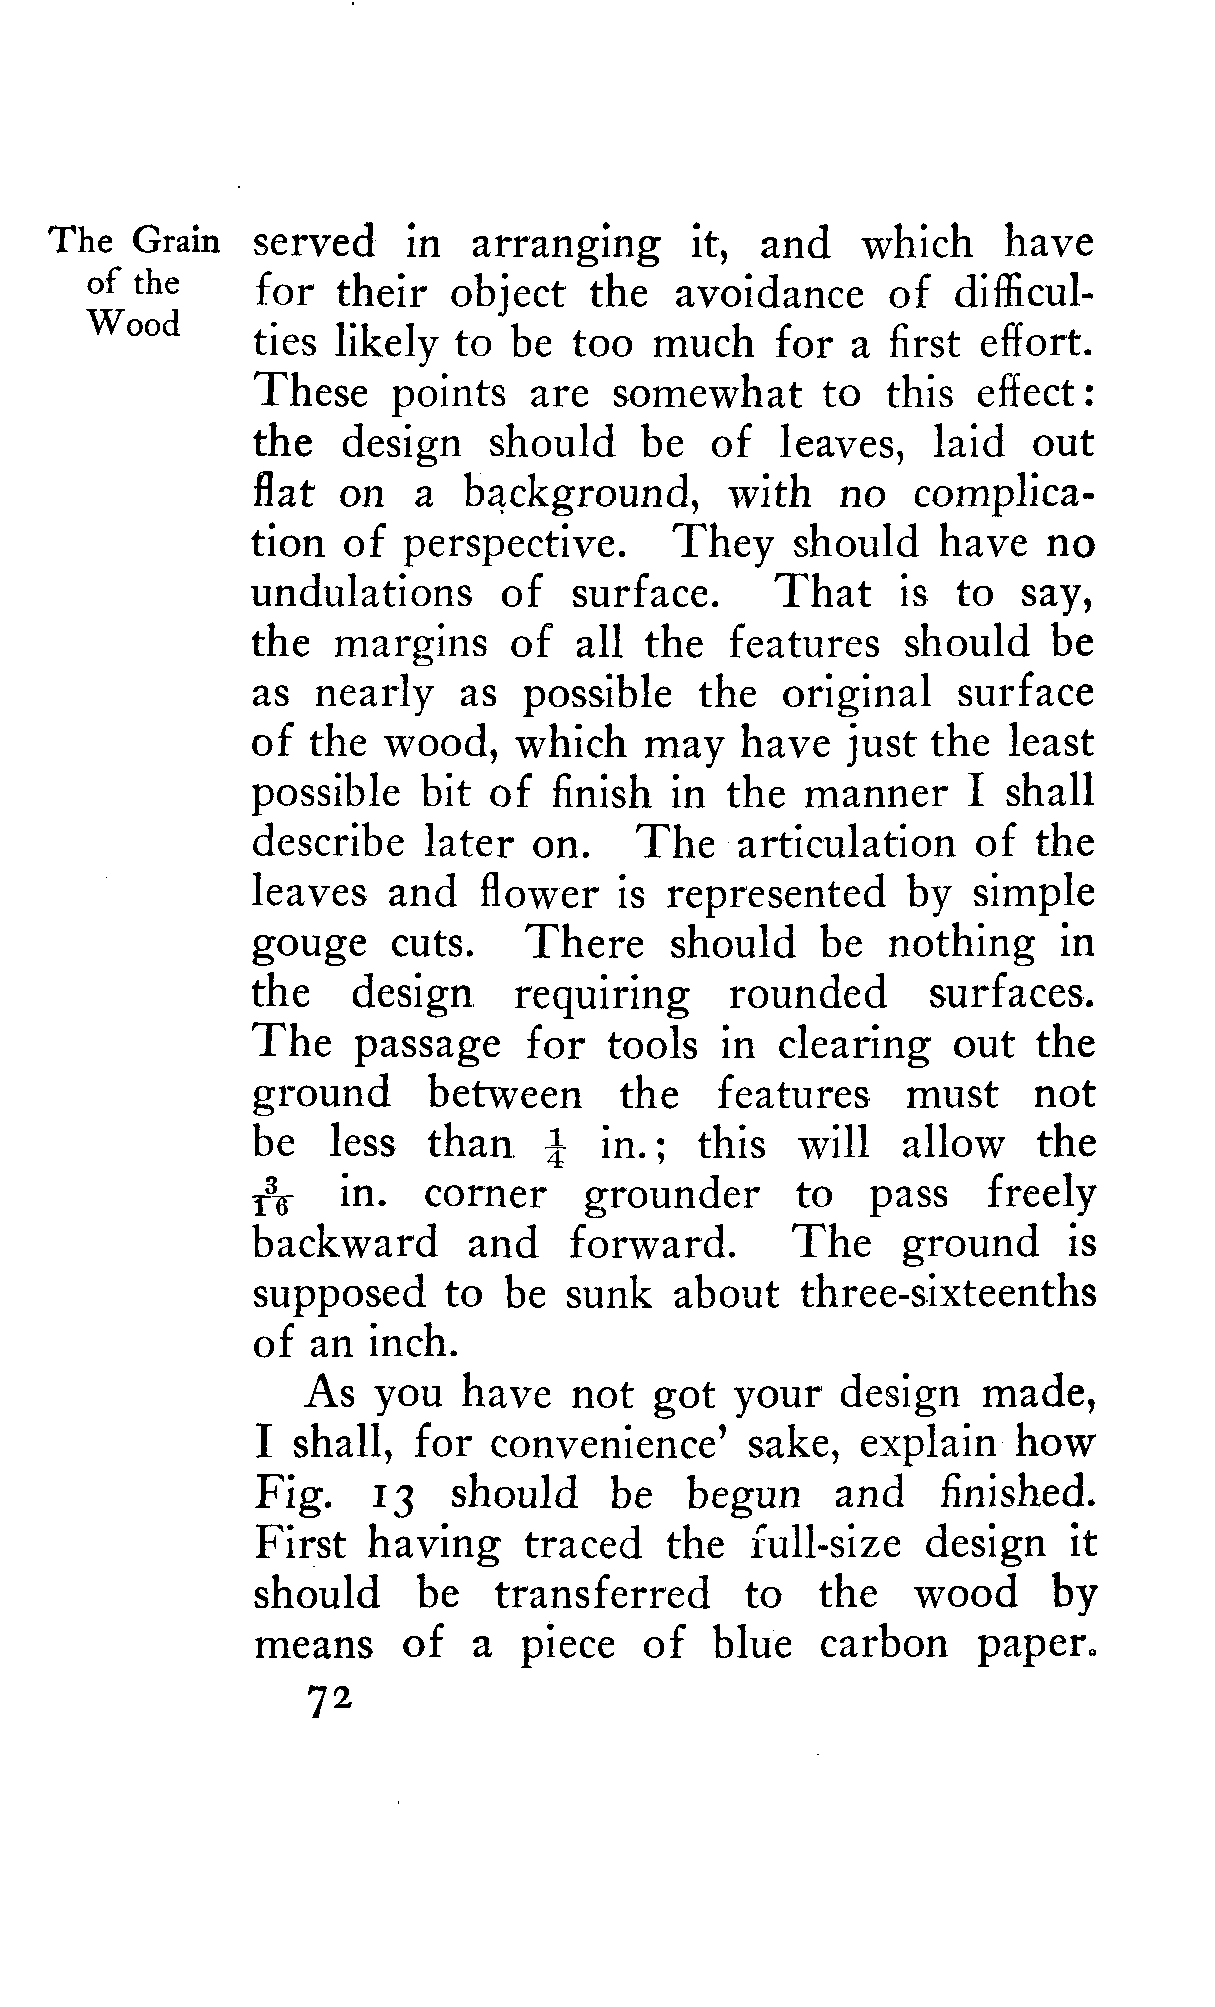 The Grain
of the
Wood
served in arranging it, and which have
for their object the avoidance of difficul-
ties likely to be too much for a first effort.
These points are somewhat to this effect:
the design should be of leaves, laid out
flat on a background, with no complica-
tion of perspective. They should have no
undulations of surface. That is to say,
the margins of all the features should be
as nearly as possible the original surface
of the wood, which may have just the least
possible bit of finish in the manner I shall
describe later on. The articulation of the
leaves and flower is represented by simple
gouge cuts. There should be nothing in
the design requiring rounded surfaces.
The passage for tools in clearing out the
ground between the features must not
be less than ¼ in.; this will allow the
3/16 in. corner grounder to pass freely
backward and forward. The ground is
supposed to be sunk about three-sixteenths
of an inch.
As you have not got your design made,
I shall, for convenience' sake, explain how
Fig. 13 should be begun and finished.
First having traced the full-size design it
should be transferred to the wood by
means of a piece of blue carbon paper.
72